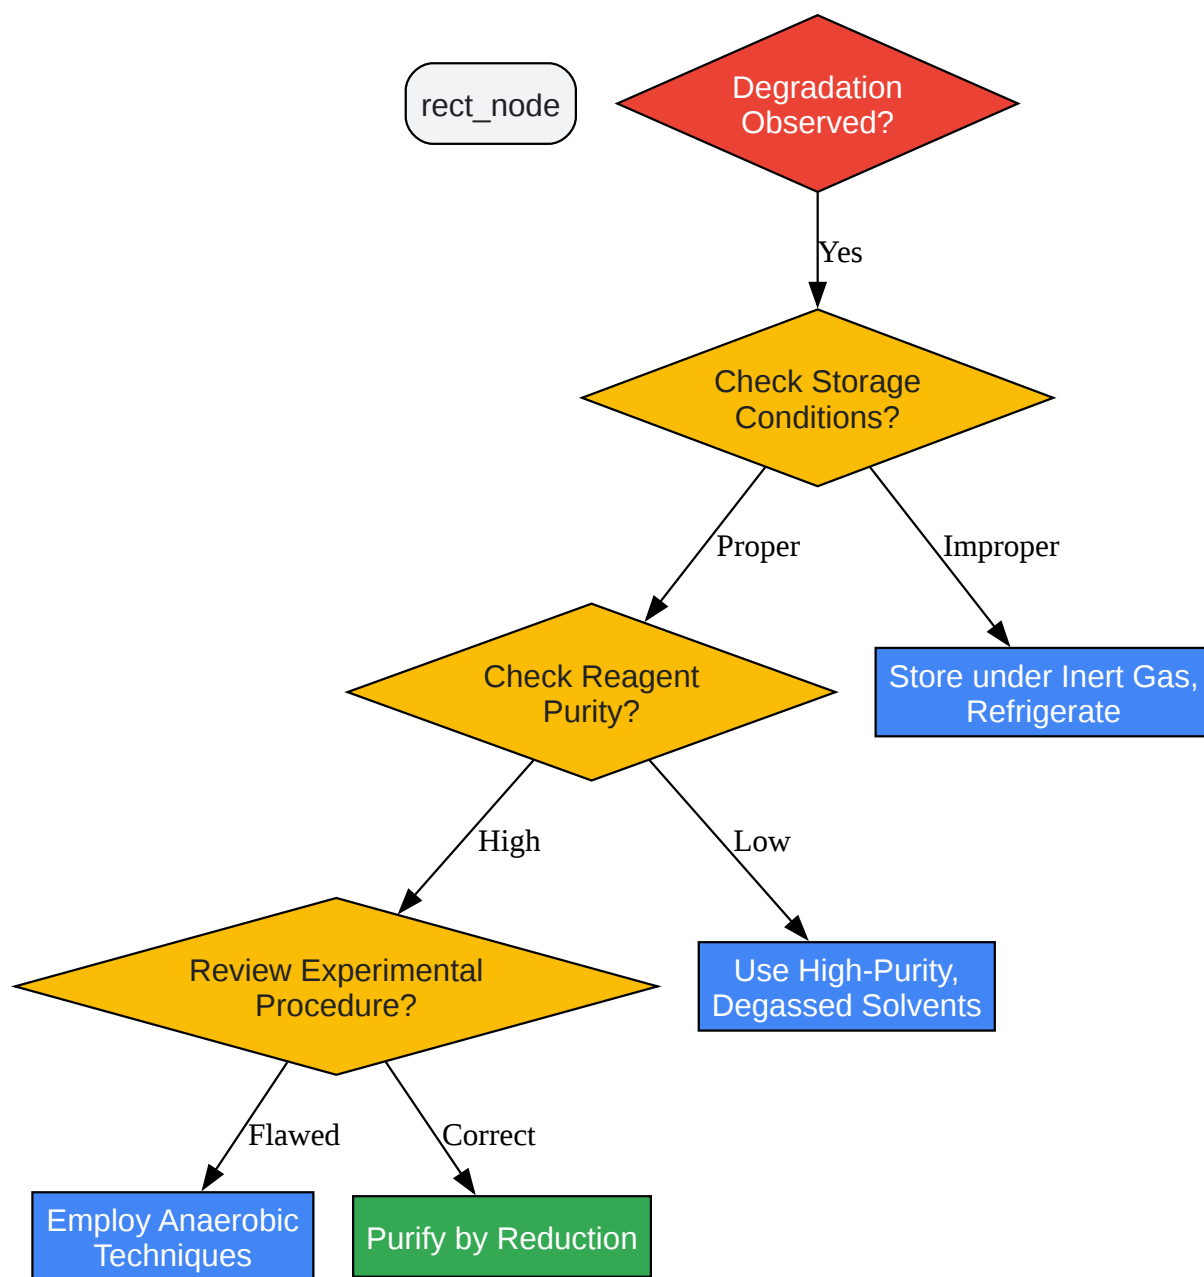 rect_node
Degradation
Observed?
Yes
Check Storage
Conditions?
Proper
Improper
Check Reagent
Purity?
Store under Inert Gas,
Refrigerate
High
Low
Review Experimental
Procedure?
Use High-Purity,
Degassed Solvents
Flawed
Correct
Employ Anaerobic
Techniques
Purify by Reduction